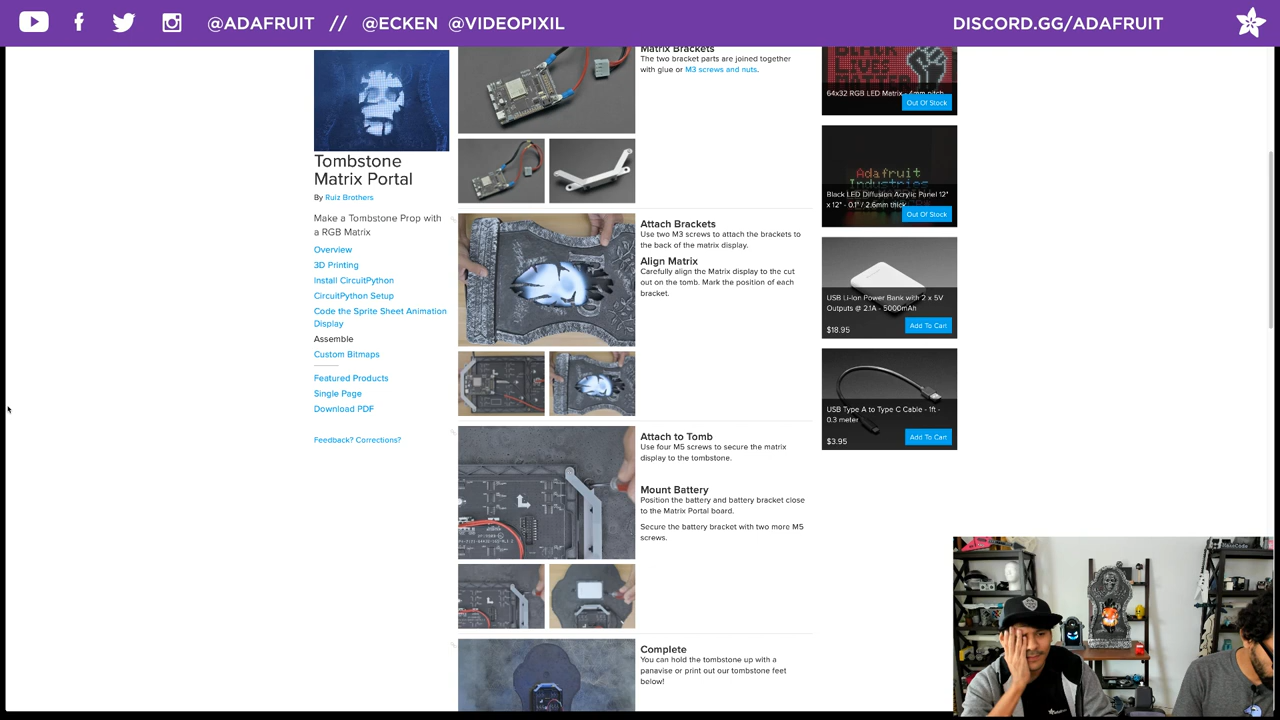 @ADAFRUIT // @ECKEN @VIDEOPIXIL
DISCORD.GG/ADAFRUIT
Tombstone
Matrix Portal
By Ruiz Brothers
Make a Tombstone Prop with
a RGB Matrix
Overview
3D Printing
Install CircuitPython
CircuitPython Setup
Code the Sprite Sheet Animation
Display
Assemble
Custom Bitmaps
Featured Products
Single Page
Download PDF
Feedback? Corrections?
Matrix Brackets
The two bracket parts are joined together
with glue or M3 screws and nuts.
Attach Brackets
Use two M3 screws to attach the brackets to
the back of the matrix display.
Align Matrix
Carefully align the Matrix display to the cut
out on the tomb. Mark the position of each
bracket.
Attach to Tomb
Use four M5 screws to secure the matrix
display to the tombstone.
Mount Battery
Position the battery and battery bracket close
to the Matrix Portal board.
Secure the battery bracket with two more M5
screws.
Complete
You can hold the tombstone up with a
panavise or print out our tombstone feet
below!
BLACK
LIVES
MATTER
64x32 RGB LED Matrix - 4mm pitch
Out Of Stock
Adafruit
Industries
Black LED Diffusion Acrylic Panel 12"
x 12" - 0.1" / 2.6mm thick
Out Of Stock
USB Li-Ion Power Bank with 2 x 5V
Outputs @ 2.1A - 5000mAh
$18.95
Add To Cart
USB Type A to Type C Cable - 1ft -
0.3 meter
$3.95
Add To Cart